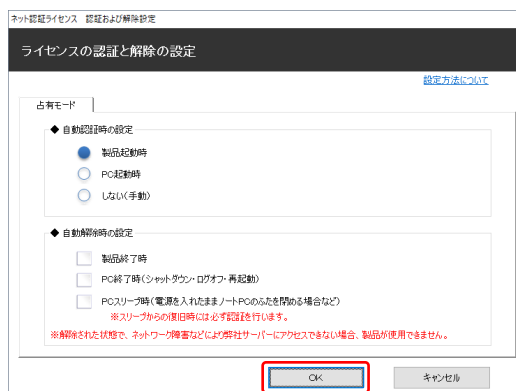 ネット認証ライセンス 認証および解除設定
ライセンスの認証と解除の設定
設定方法について
占有モード
◆ 自動認証時の設定
製品起動時
PC起動時
しない(手動)
◆ 自動解除時の設定
製品終了時
PC終了時(シャットダウン・ログオフ・再起動)
PCスリープ時(電源を入れたままノートPCのふたを閉める場合など)
※スリープからの復旧時には必ず認証を行います。
※解除された状態で、ネットワーク障害などにより弊社サーバーにアクセスできない場合、製品が使用できません。
OK
キャンセル